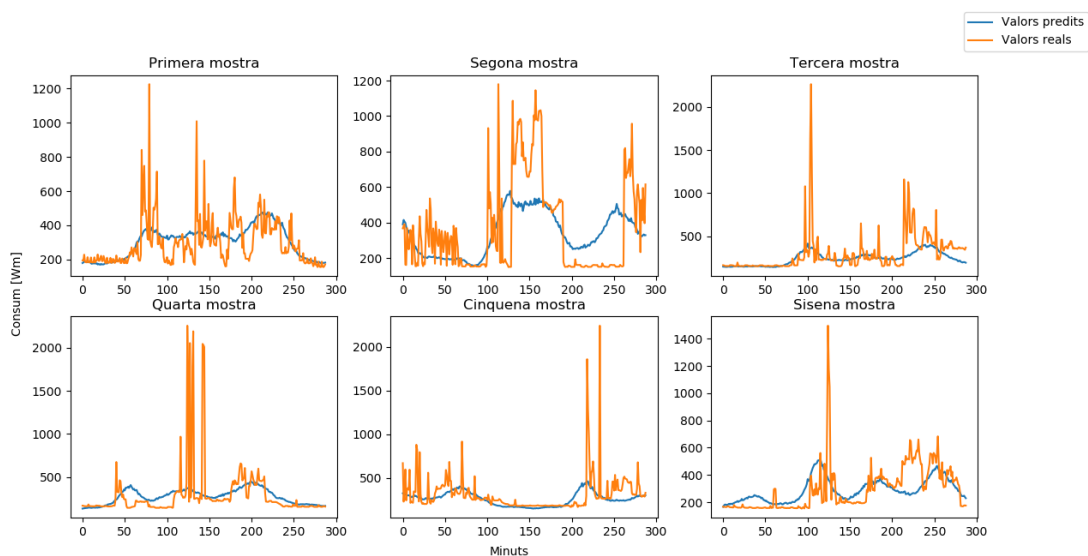 Valors predits
Valors reals
Primera mostra
Segona mostra
Tercera mostra
1200
1000
800
600
400
200
0 50 100 150 200 250 300
1200
1000
800
600
400
200
0 50 100 150 200 250 300
2000
1500
1000
500
0 50 100 150 200 250 300
Consum [Wm]
Quarta mostra
Cinquena mostra
Sisena mostra
2000
1500
1000
500
0 50 100 150 200 250 300
2000
1500
1000
500
0 50 100 150 200 250 300
1400
1200
1000
800
600
400
200
0 50 100 150 200 250 300
Minuts